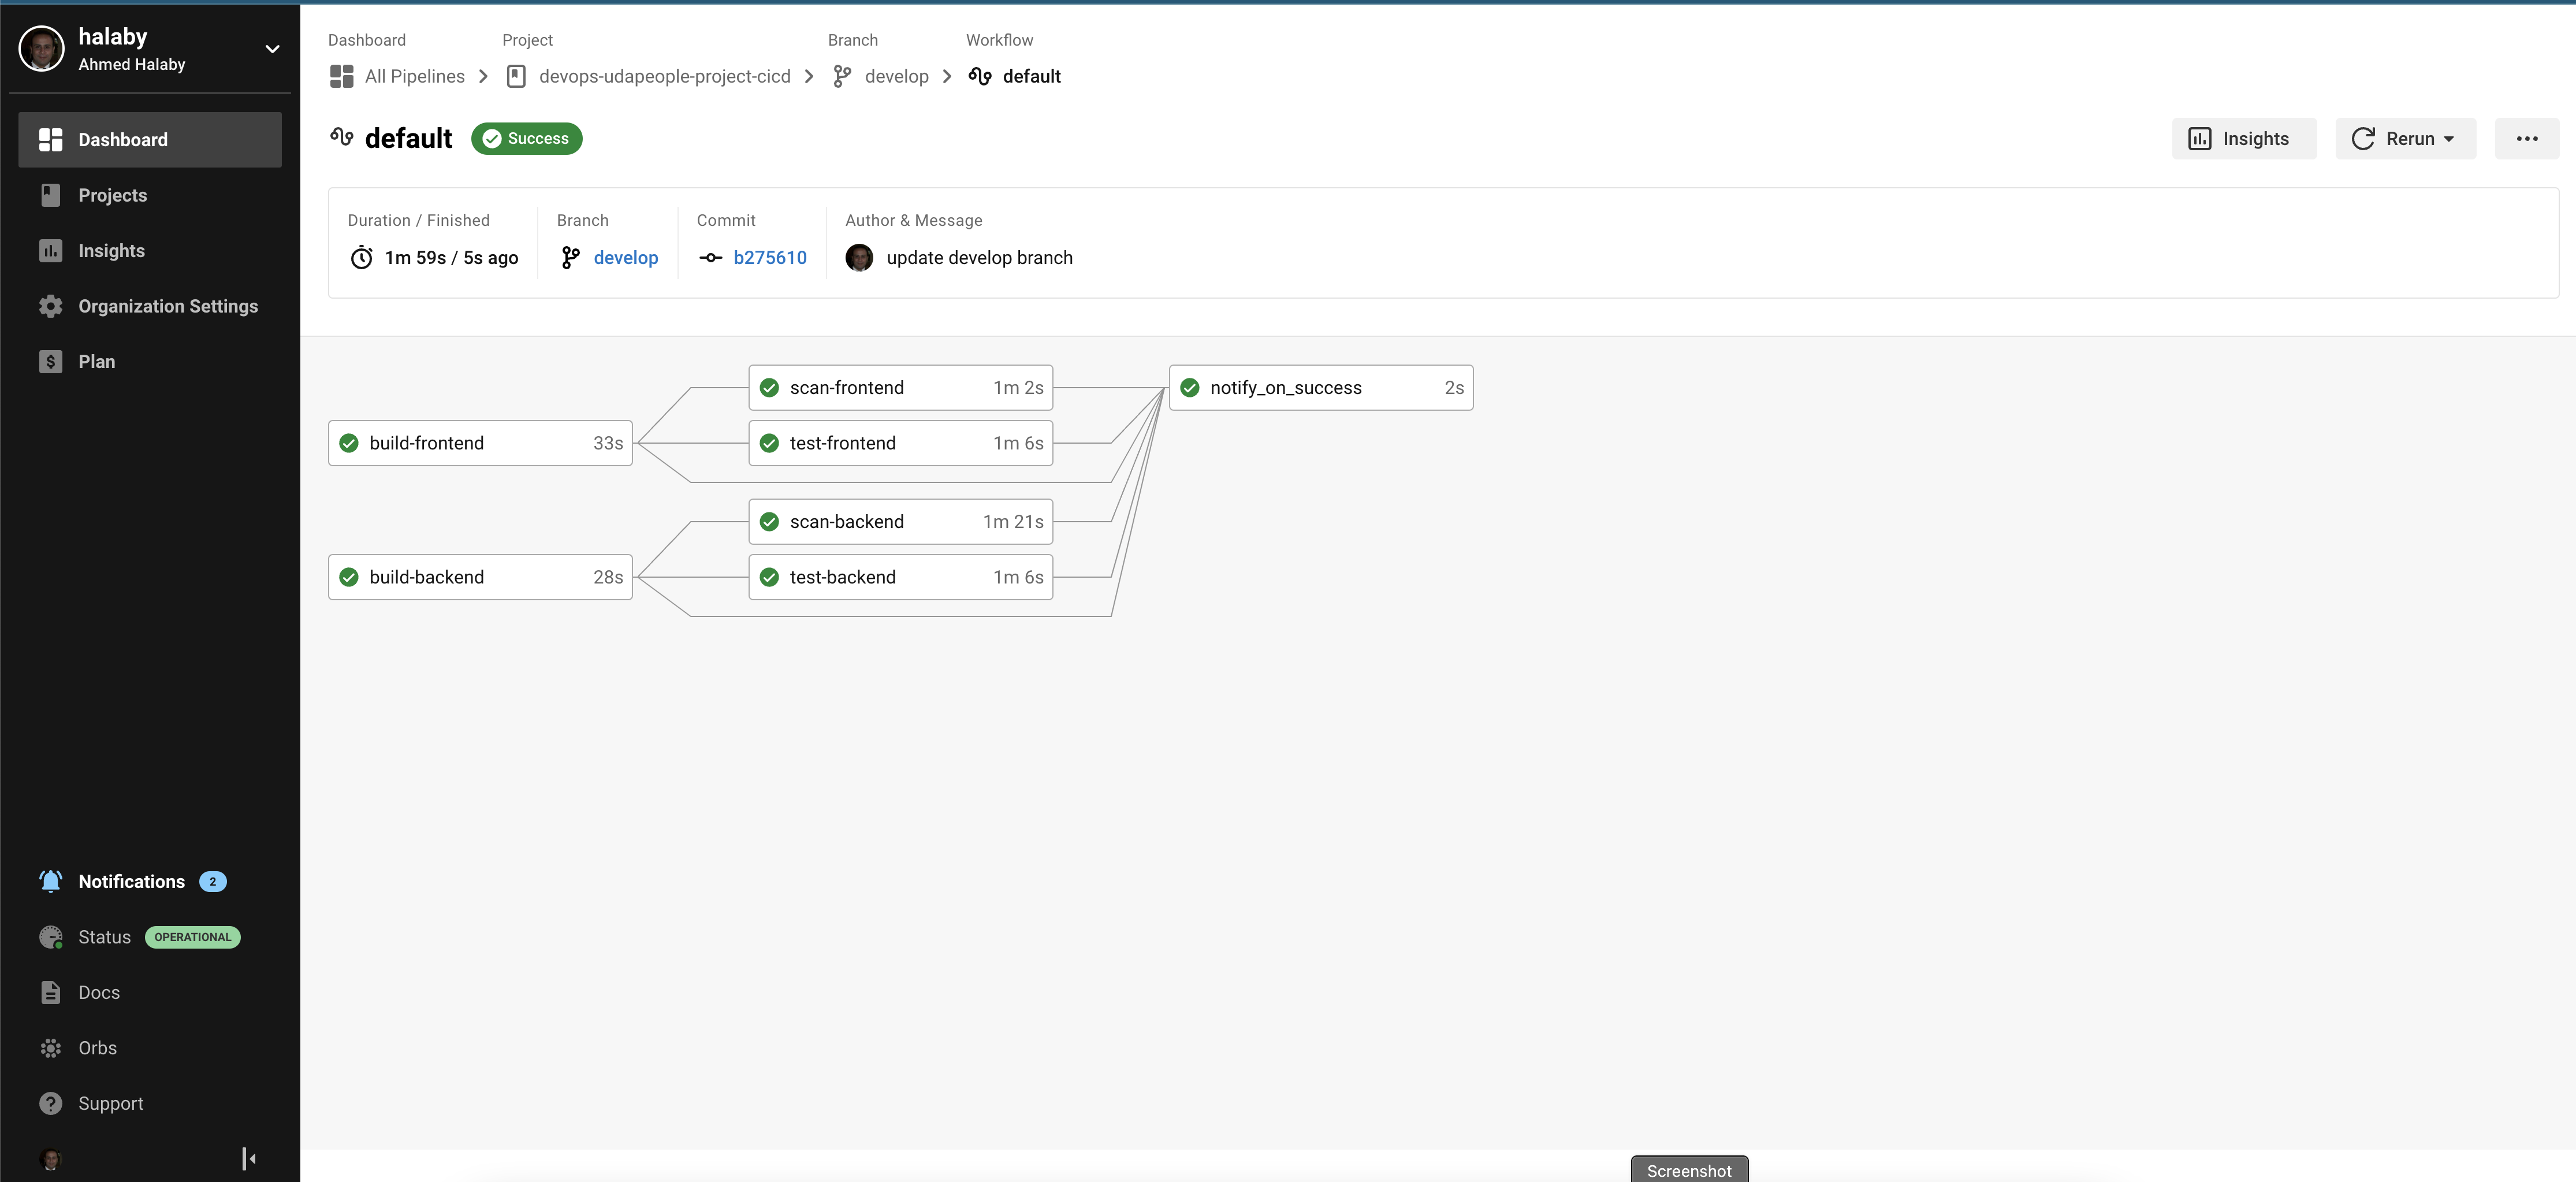 halaby
Ahmed Halaby
Dashboard
Projects
Insights
Organization Settings
Plan
Notifications 2
Status OPERATIONAL
Docs
Orbs
Support
Dashboard Project Branch Workflow
All Pipelines devops-udapeople-project-cicd develop default
default Success
Insights Rerun
Duration / Finished Branch Commit Author & Message
1m 59s / 5s ago develop b275610 update develop branch
scan-frontend 1m 2s notify_on_success 2s
build-frontend 33s test-frontend 1m 6s
scan-backend 1m 21s
build-backend 28s test-backend 1m 6s
Screenshot